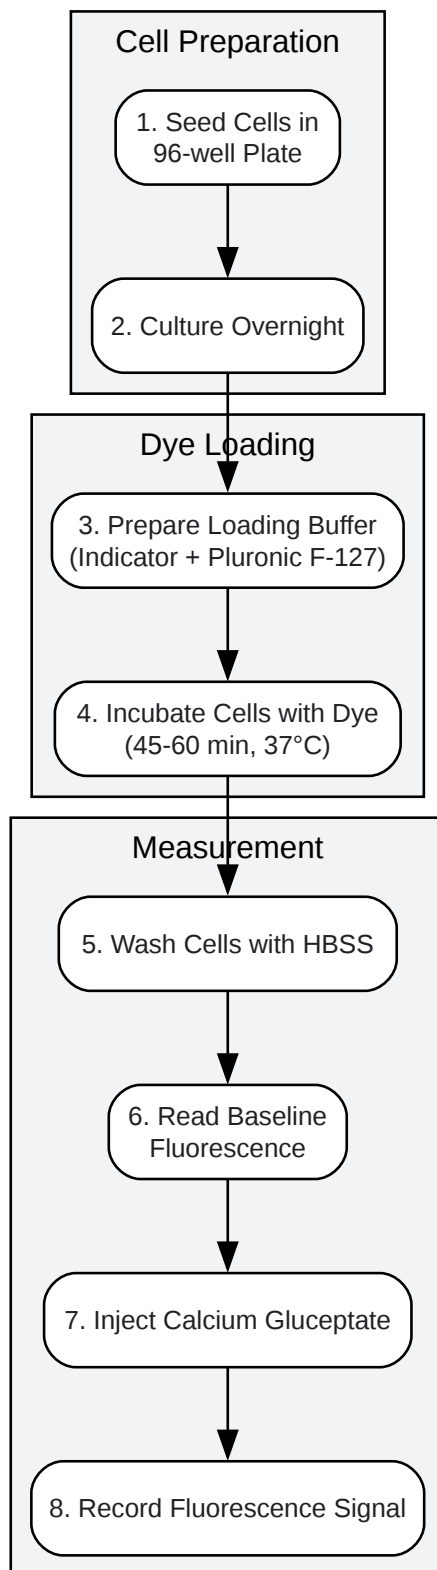 Cell Preparation
1. Seed Cells in
96-well Plate
2. Culture Overnight
Dye Loading
3. Prepare Loading Buffer
(Indicator + Pluronic F-127)
4. Incubate Cells with Dye
(45-60 min, 37°C)
Measurement
5. Wash Cells with HBSS
6. Read Baseline
Fluorescence
7. Inject Calcium Gluceptate
8. Record Fluorescence Signal